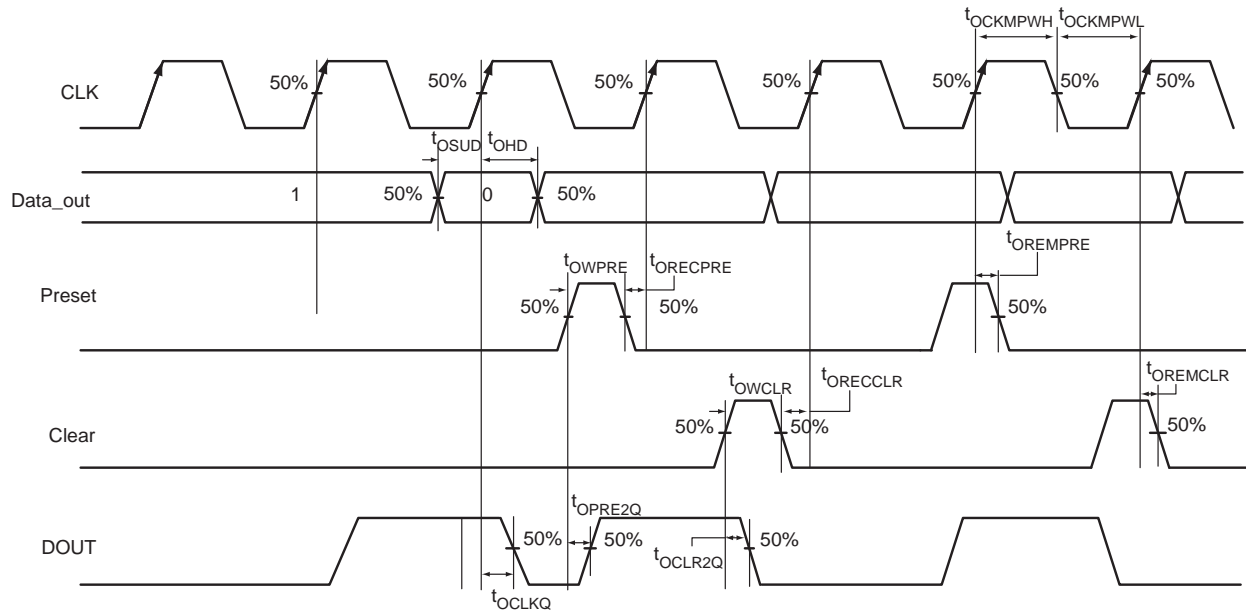 tOCKMPWH tOCKMPWL
CLK 50% 50% 50% 50% 50% 50% 50%
tOSUD tOHD
Data_out 1 50% 0 50%
tOREMPRE
tOWPRE tORECPRE
Preset 50% 50% 50%
tOWCLR tORECCLR tOREMCLR
Clear 50% 50% 50%
tOPRE2Q
DOUT 50% 50% 50%
tOCLR2Q
tOCLKQ